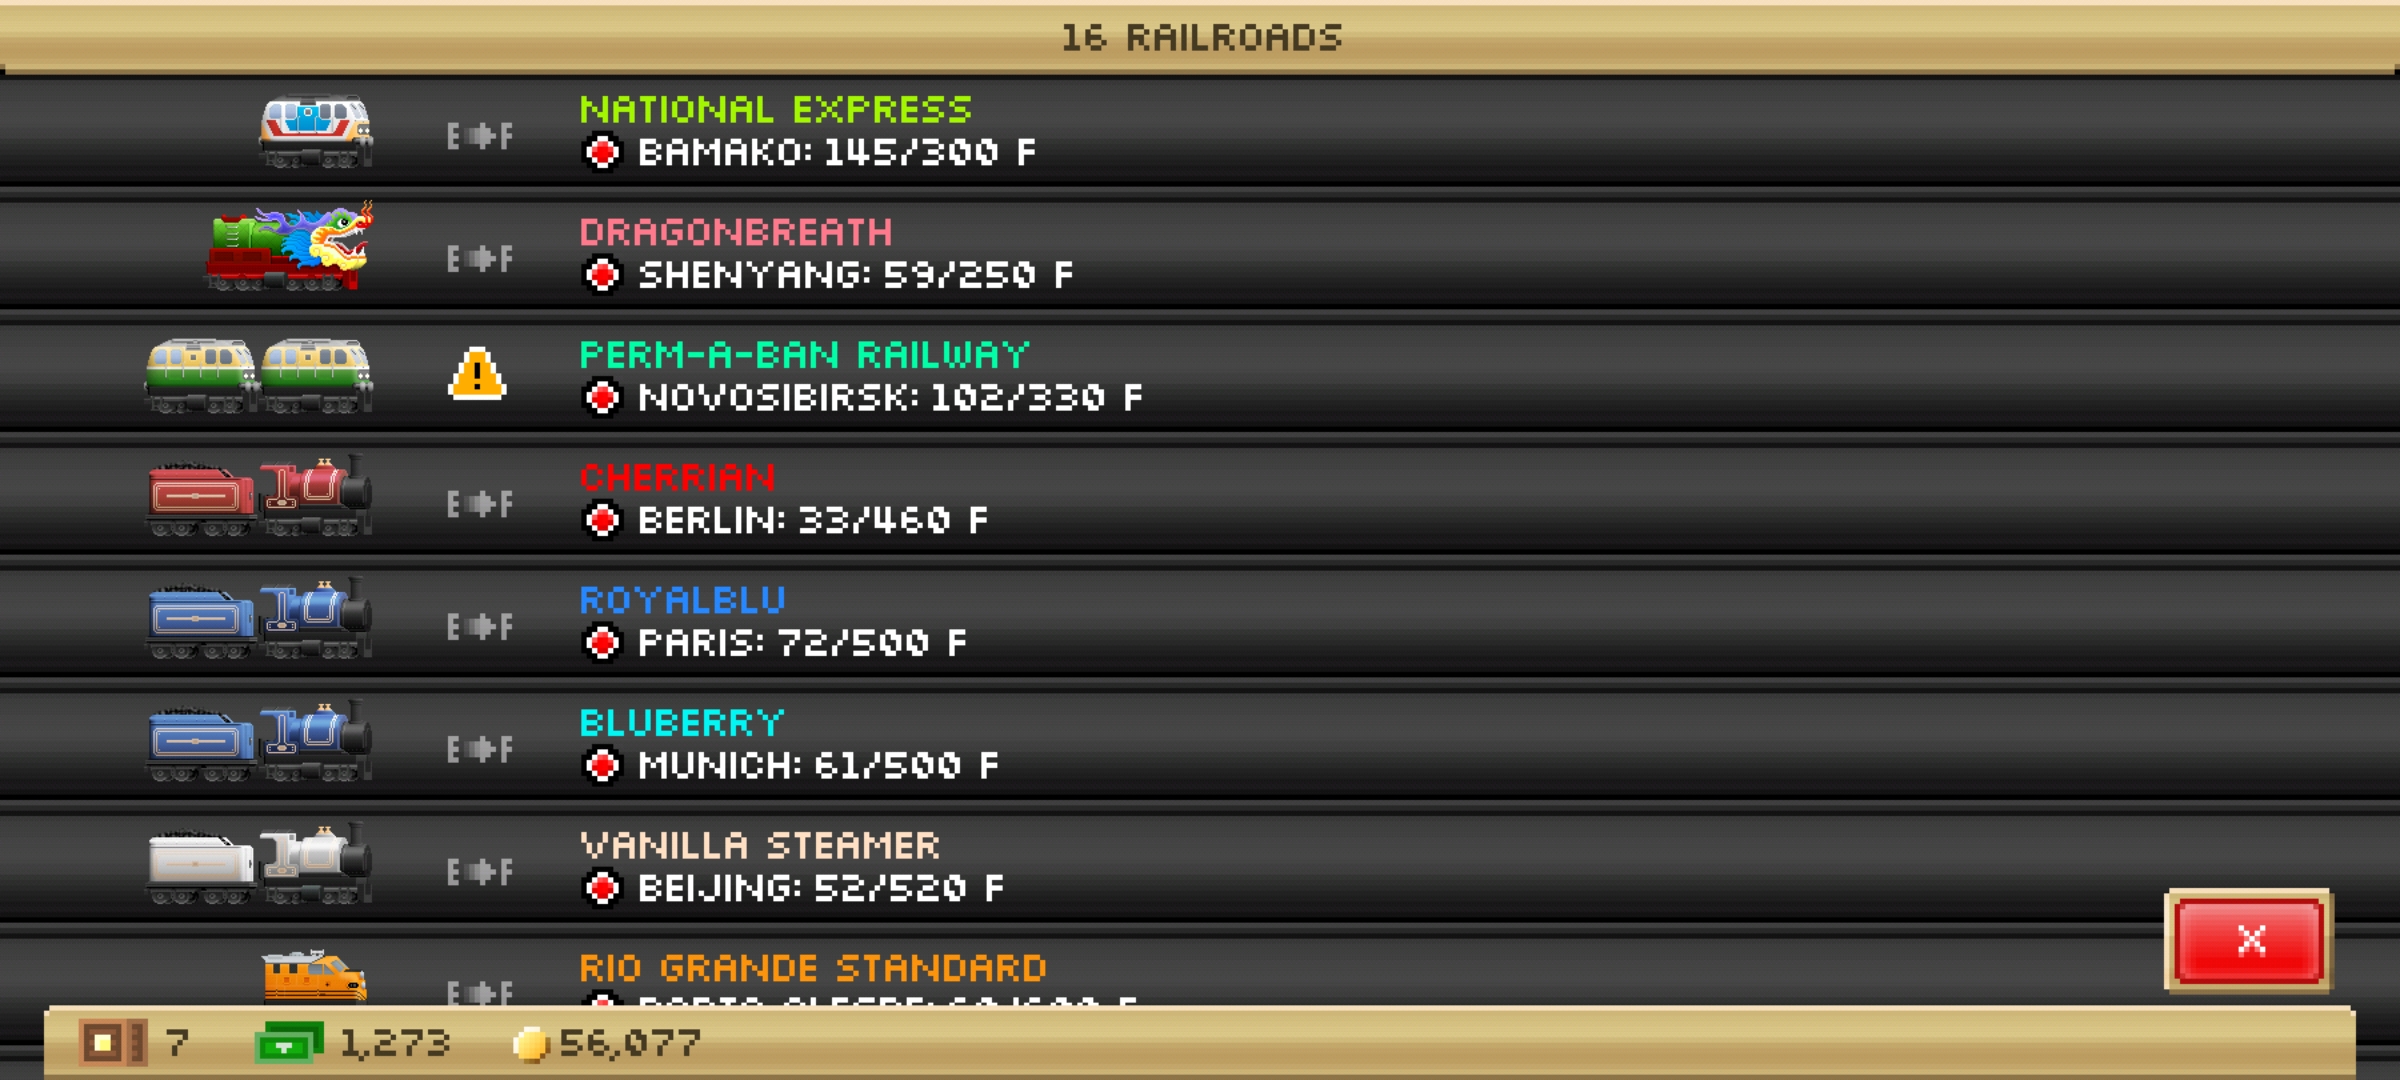 16 RAILROADS
E F
NATIONAL EXPRESS
BAMAKO: 145/300 F
E F
DRAGONBREATH
SHENYANG: 59/250 F
PERM-A-BAN RAILWAY
NOVOSIBIRSK: 102/330 F
E F
CHERRIAN
BERLIN: 33/460 F
E F
ROYALBLU
PARIS: 72/500 F
E F
BLUBERRY
MUNICH: 61/500 F
E F
VANILLA STEAMER
BEIJING: 52/520 F
E F
RIO GRANDE STANDARD
X
7
1,273
56,077